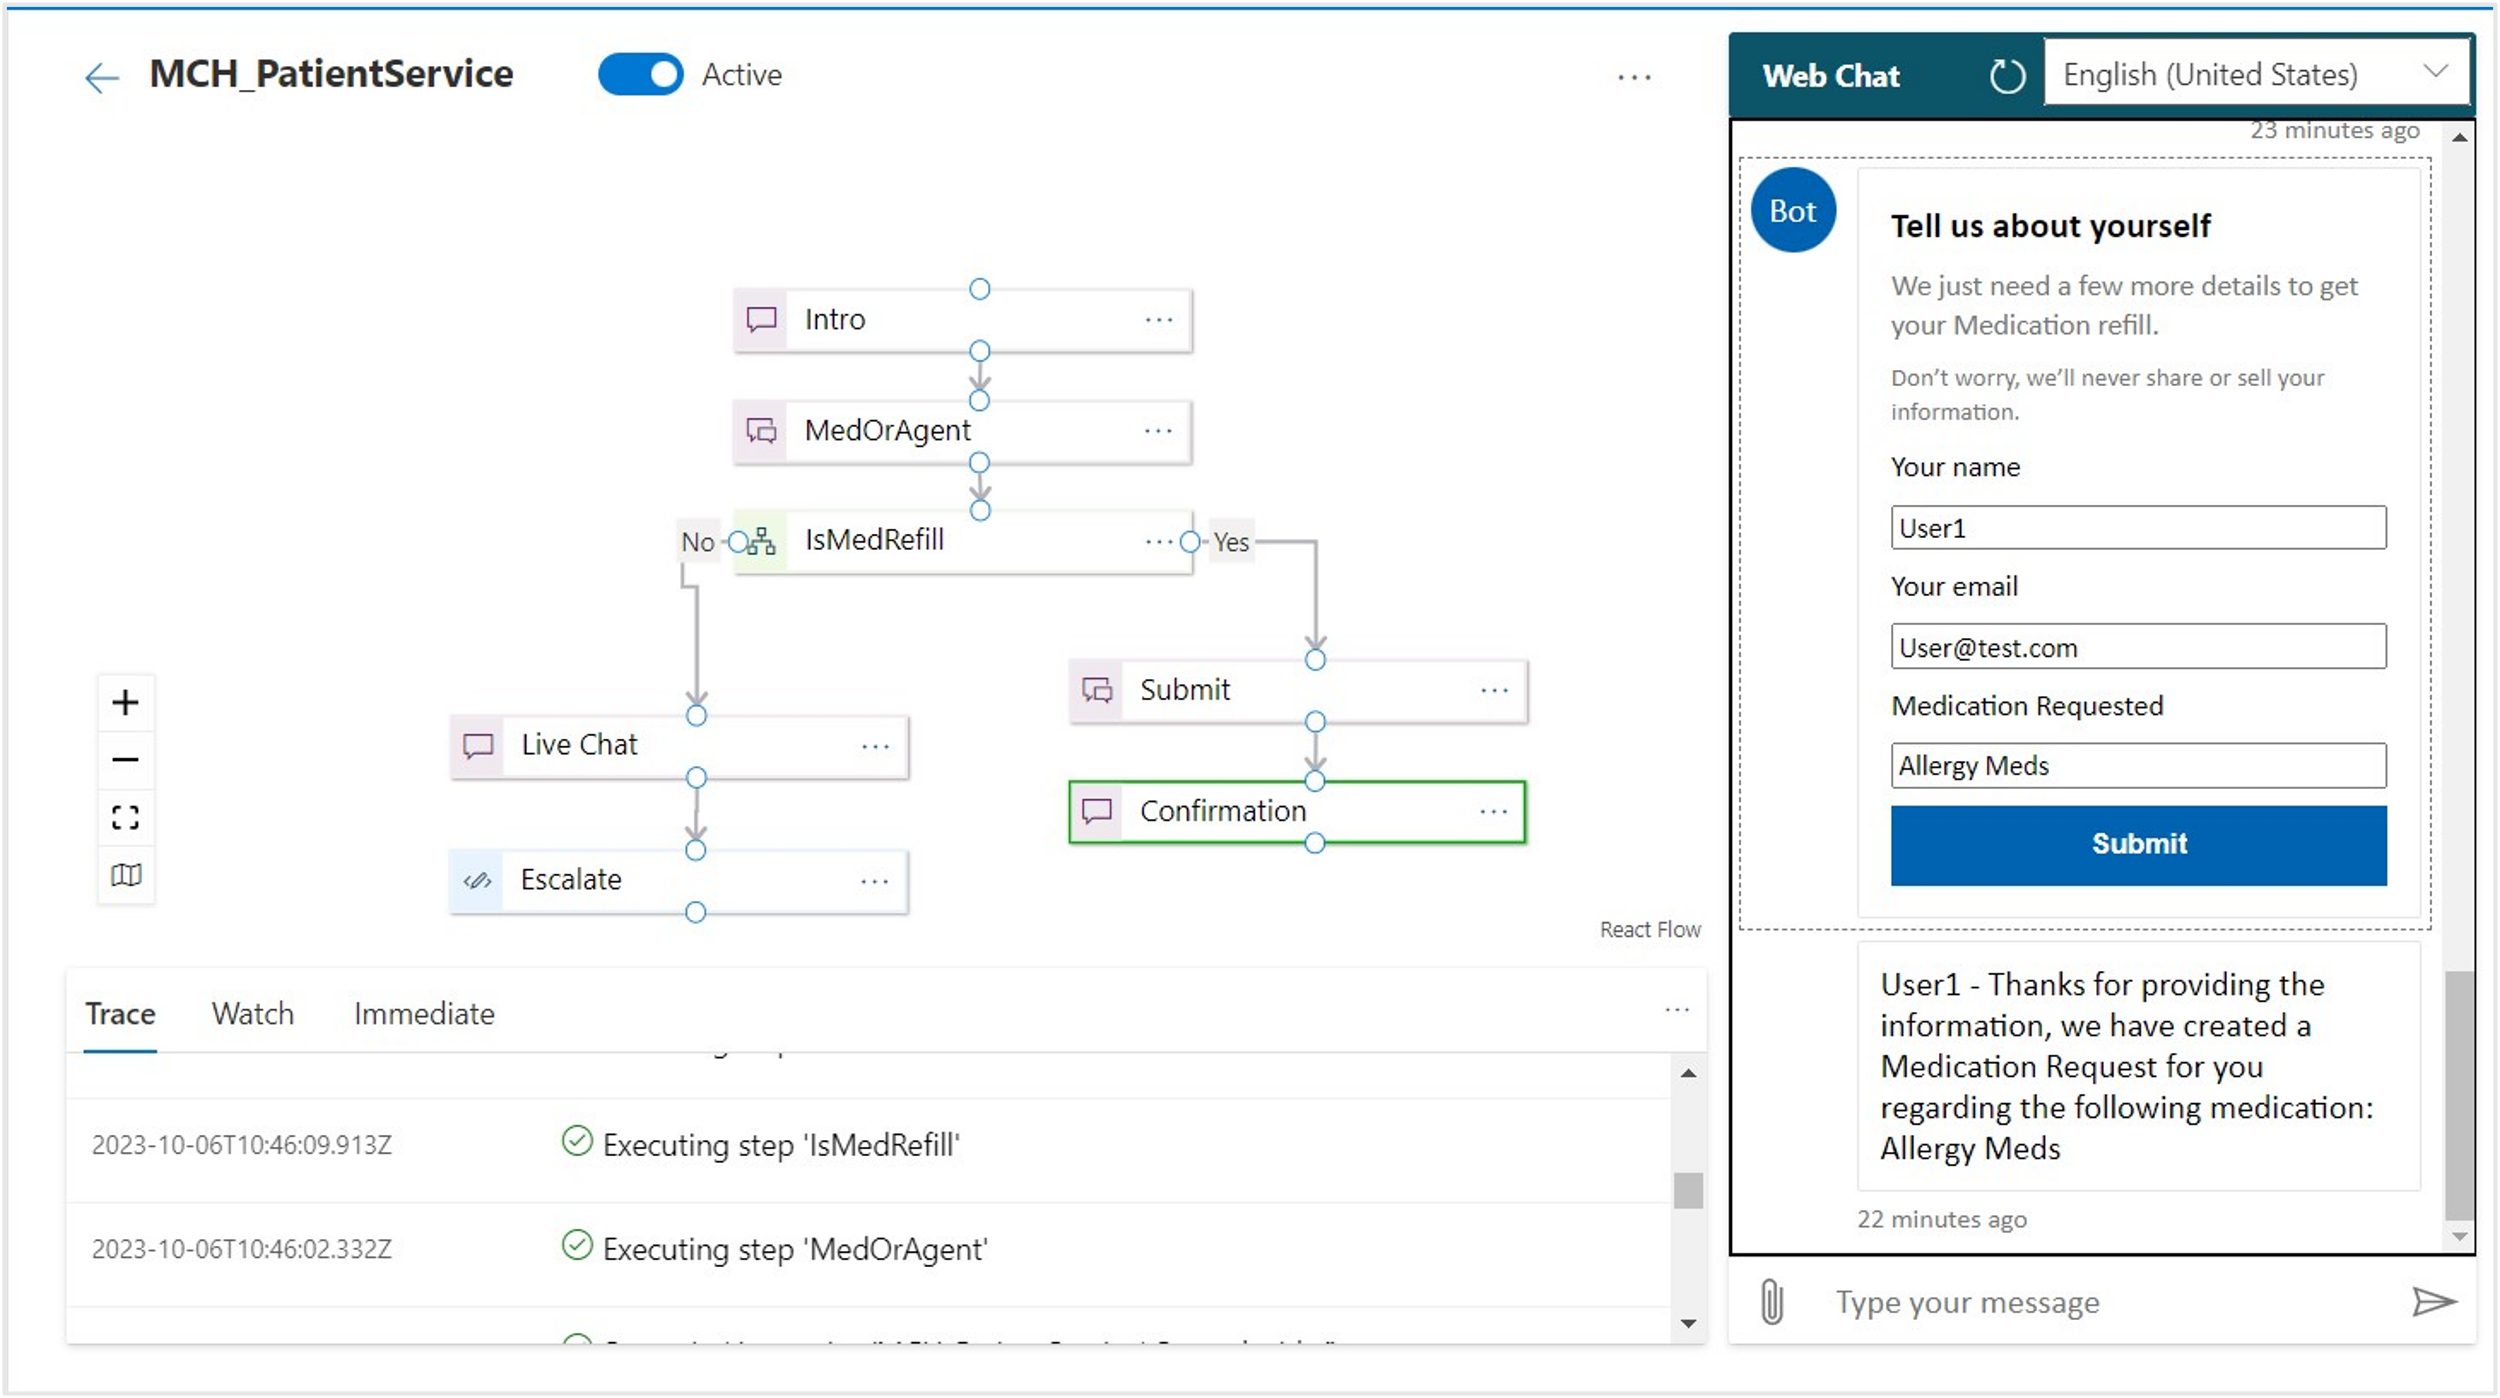 MCH_PatientService
Active
Intro
MedOrAgent
IsMedRefill
No
Yes
Submit
Live Chat
Confirmation
Escalate
React Flow
Trace
Watch
Immediate
2023-10-06T10:46:09.913Z
Executing step 'IsMedRefill'
2023-10-06T10:46:02.332Z
Executing step 'MedOrAgent'
Web Chat
English (United States)
23 minutes ago
Bot
Tell us about yourself
We just need a few more details to get
your Medication refill.
Don't worry, we'll never share or sell your
information.
Your name
User1
Your email
User@test.com
Medication Requested
Allergy Meds
Submit
User1 - Thanks for providing the
information, we have created a
Medication Request for you
regarding the following medication:
Allergy Meds
22 minutes ago
Type your message